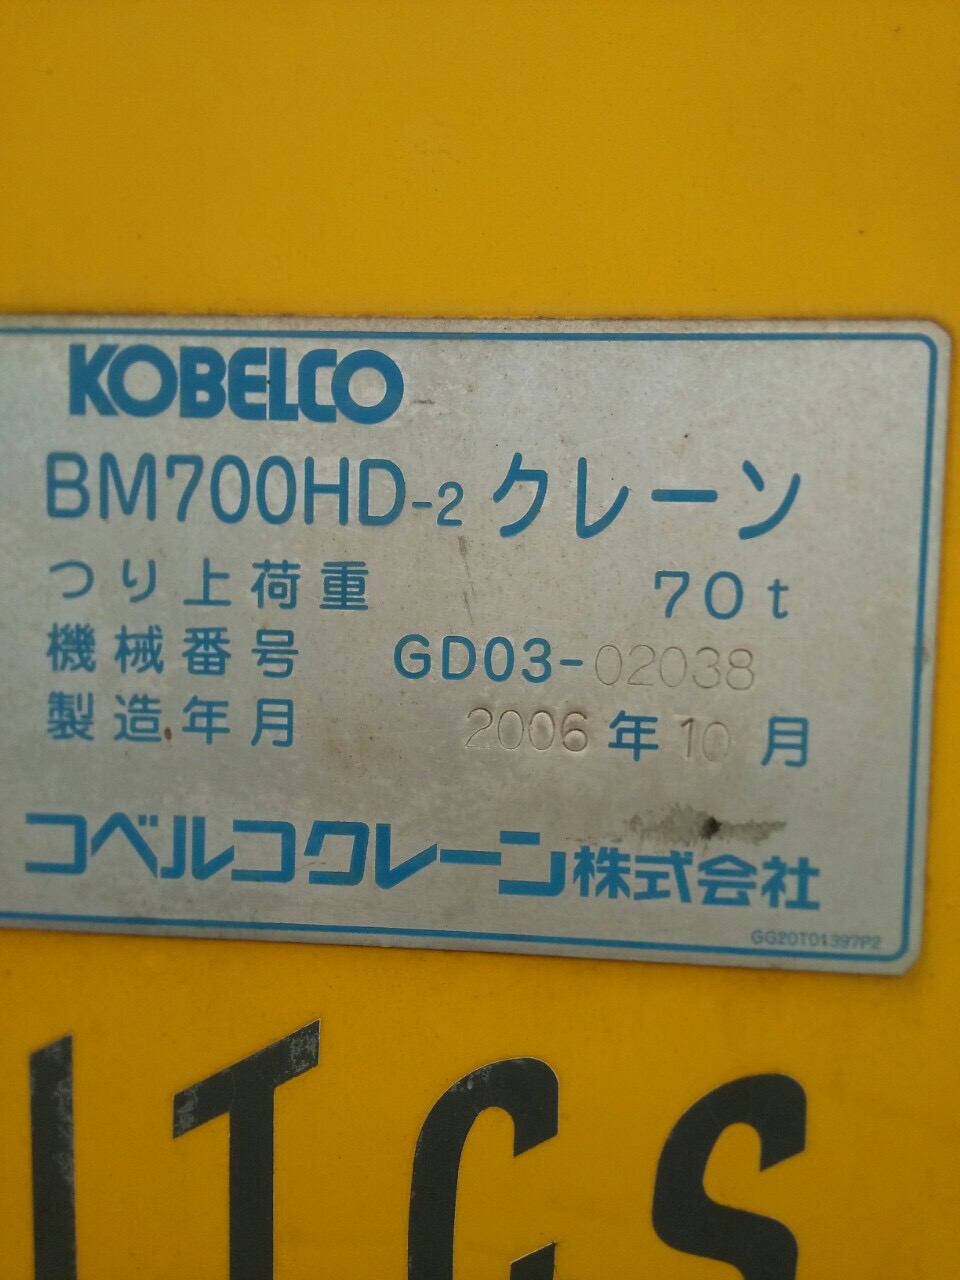 KOBELCO
BM700HD-2 クレーン
つり上荷重 70t
機械番号 GD03-02038
製造年月 2006年10月
コベルコクレーン株式会社
GG20T01397P2
ITCS